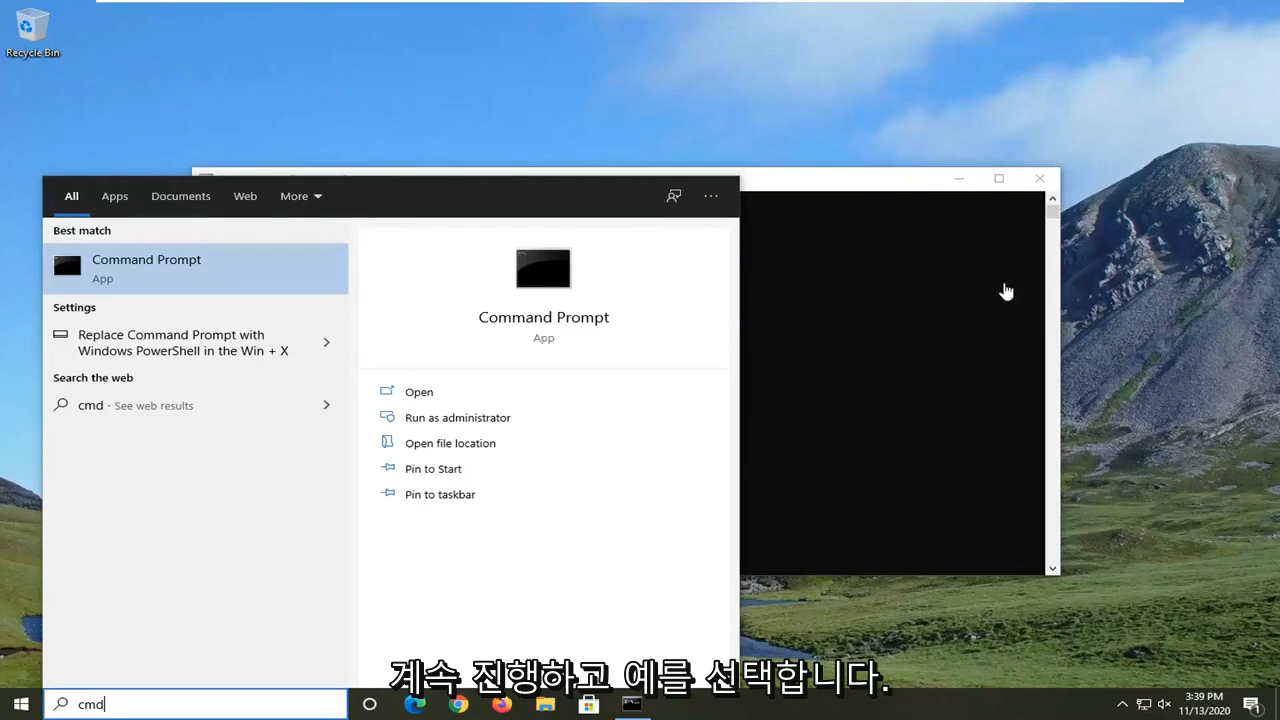 Recycle Bin
All
Apps
Documents
Web
More
Best match
Command Prompt
App
Settings
Replace Command Prompt with
Windows PowerShell in the Win + X
Search the web
cmd - See web results
Command Prompt
App
Open
Run as administrator
Open file location
Pin to Start
Pin to taskbar
계속 진행하고 예를 선택합니다.
cmd
3:39 PM
11/13/2020
1